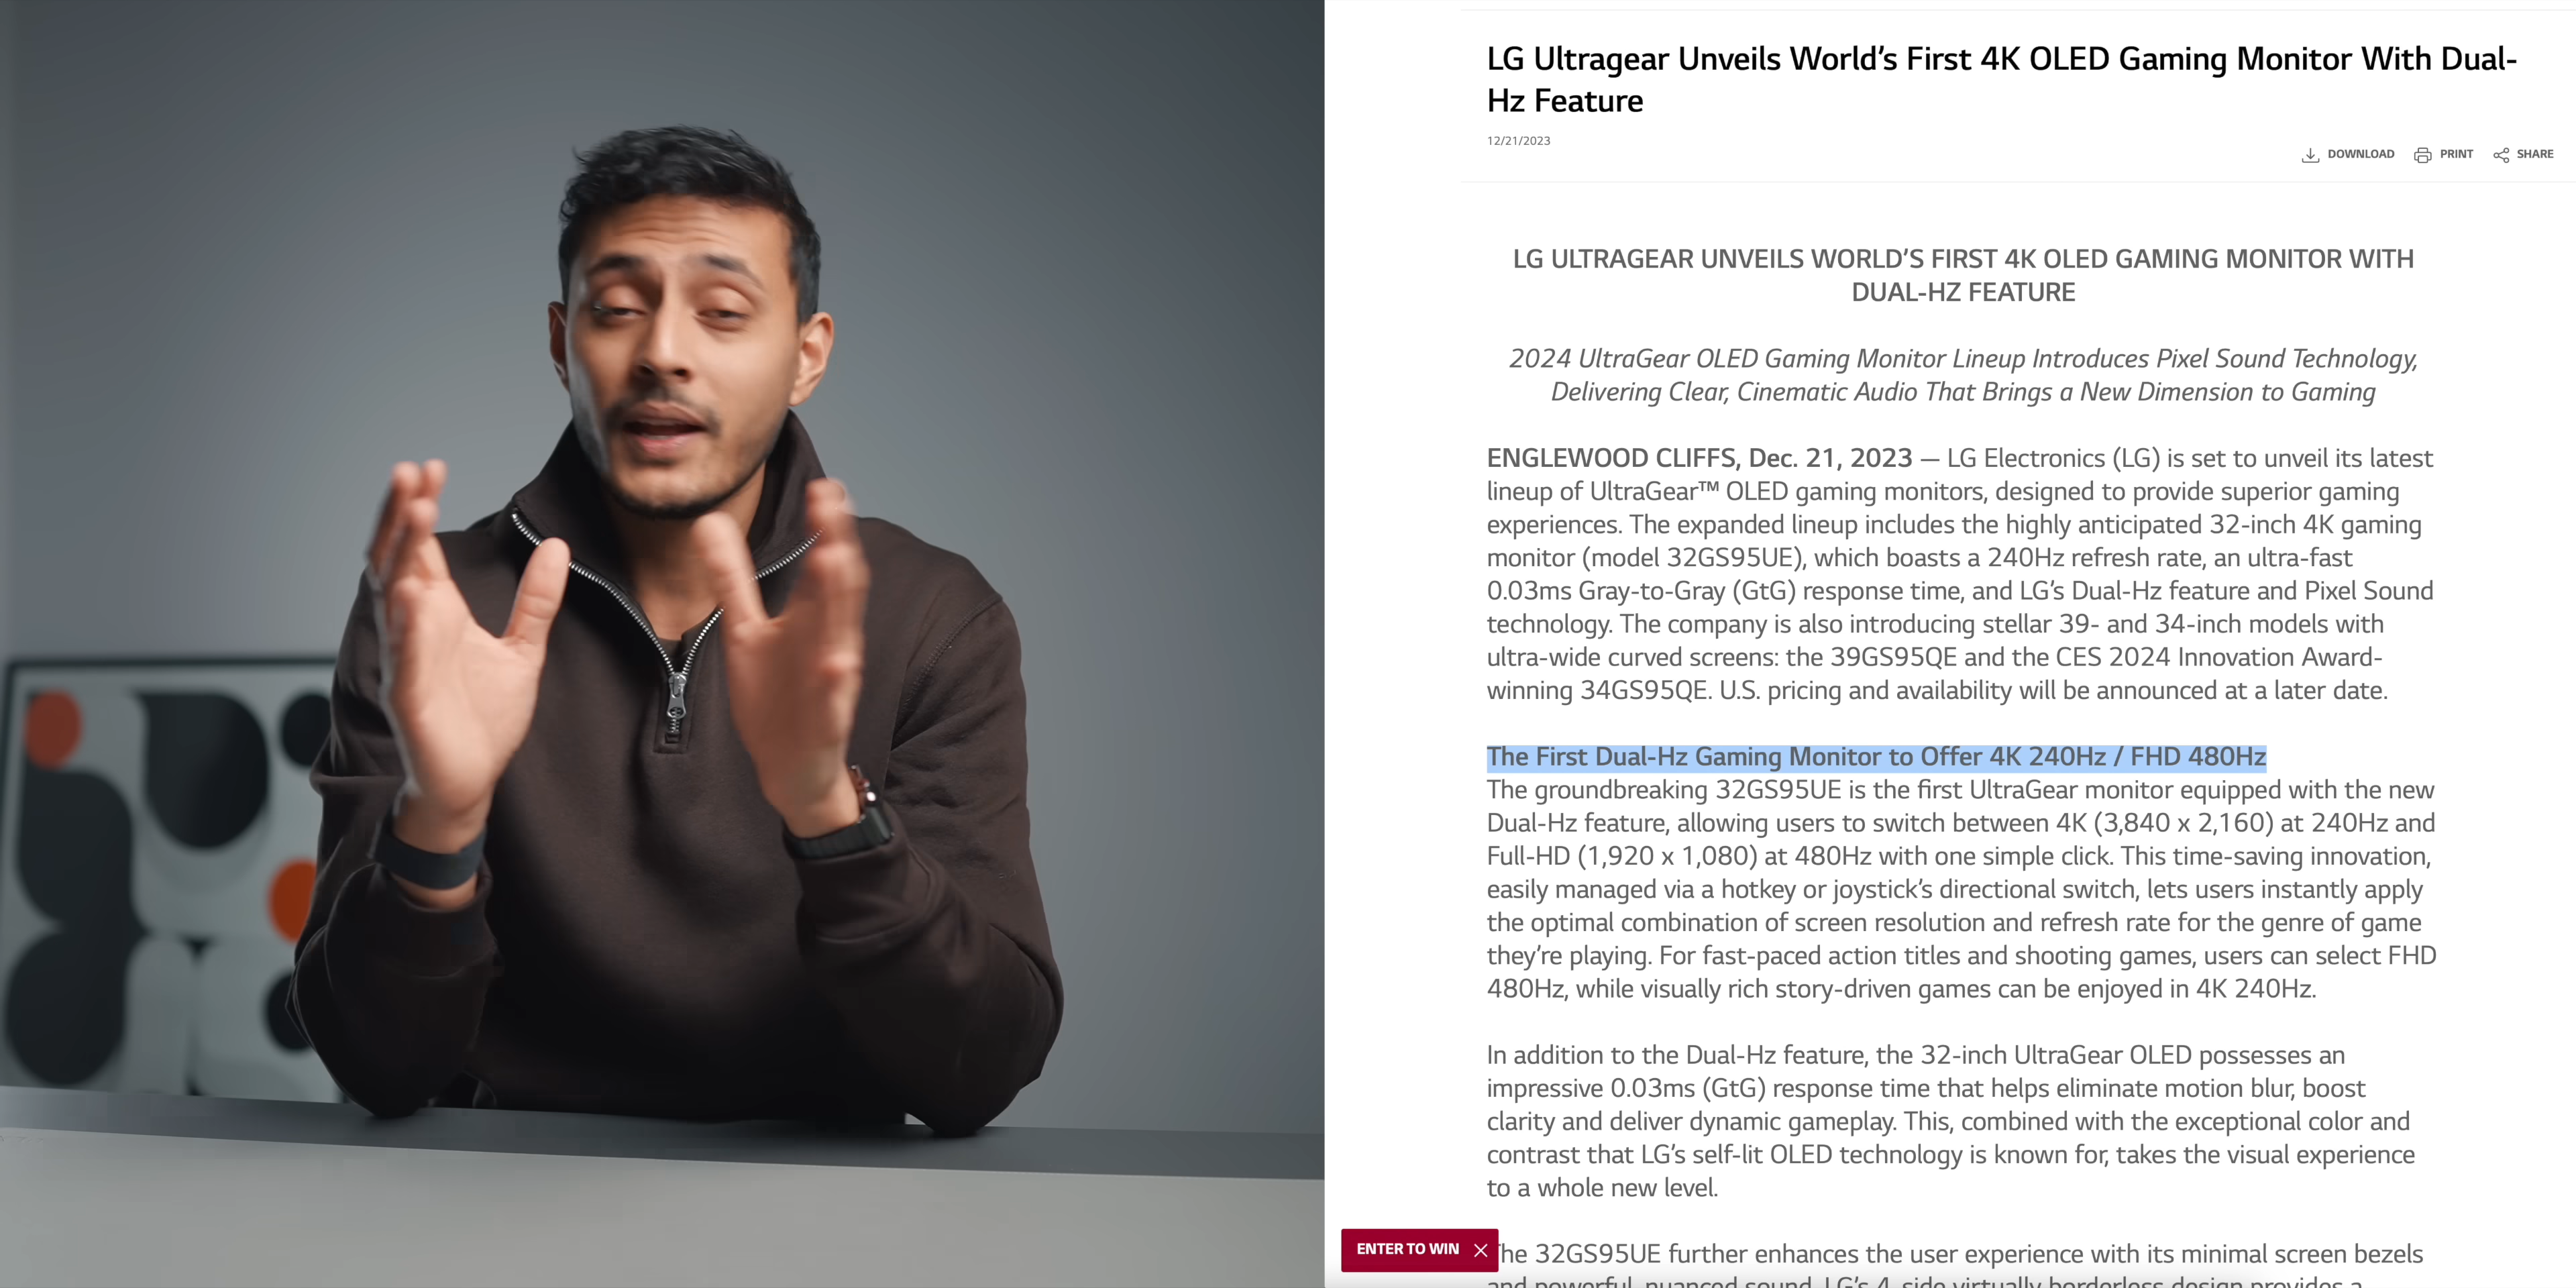 LG Ultragear Unveils World's First 4K OLED Gaming Monitor With Dual-
Hz Feature
12/21/2023
DOWNLOAD PRINT SHARE
LG ULTRAGEAR UNVEILS WORLD'S FIRST 4K OLED GAMING MONITOR WITH
DUAL-HZ FEATURE
2024 UltraGear OLED Gaming Monitor Lineup Introduces Pixel Sound Technology,
Delivering Clear, Cinematic Audio That Brings a New Dimension to Gaming
ENGLEWOOD CLIFFS, Dec. 21, 2023 — LG Electronics (LG) is set to unveil its latest
lineup of UltraGear™ OLED gaming monitors, designed to provide superior gaming
experiences. The expanded lineup includes the highly anticipated 32-inch 4K gaming
monitor (model 32GS95UE), which boasts a 240Hz refresh rate, an ultra-fast
0.03ms Gray-to-Gray (GtG) response time, and LG's Dual-Hz feature and Pixel Sound
technology. The company is also introducing stellar 39- and 34-inch models with
ultra-wide curved screens: the 39GS95QE and the CES 2024 Innovation Award-
winning 34GS95QE. U.S. pricing and availability will be announced at a later date.
The First Dual-Hz Gaming Monitor to Offer 4K 240Hz / FHD 480Hz
The groundbreaking 32GS95UE is the first UltraGear monitor equipped with the new
Dual-Hz feature, allowing users to switch between 4K (3,840 x 2,160) at 240Hz and
Full-HD (1,920 x 1,080) at 480Hz with one simple click. This time-saving innovation,
easily managed via a hotkey or joystick's directional switch, lets users instantly apply
the optimal combination of screen resolution and refresh rate for the genre of game
they're playing. For fast-paced action titles and shooting games, users can select FHD
480Hz, while visually rich story-driven games can be enjoyed in 4K 240Hz.
In addition to the Dual-Hz feature, the 32-inch UltraGear OLED possesses an
impressive 0.03ms (GtG) response time that helps eliminate motion blur, boost
clarity and deliver dynamic gameplay. This, combined with the exceptional color and
contrast that LG's self-lit OLED technology is known for, takes the visual experience
to a whole new level.
ENTER TO WIN
The 32GS95UE further enhances the user experience with its minimal screen bezels
and powerful, nuanced sound. LG's 4-side virtually borderless design provides a